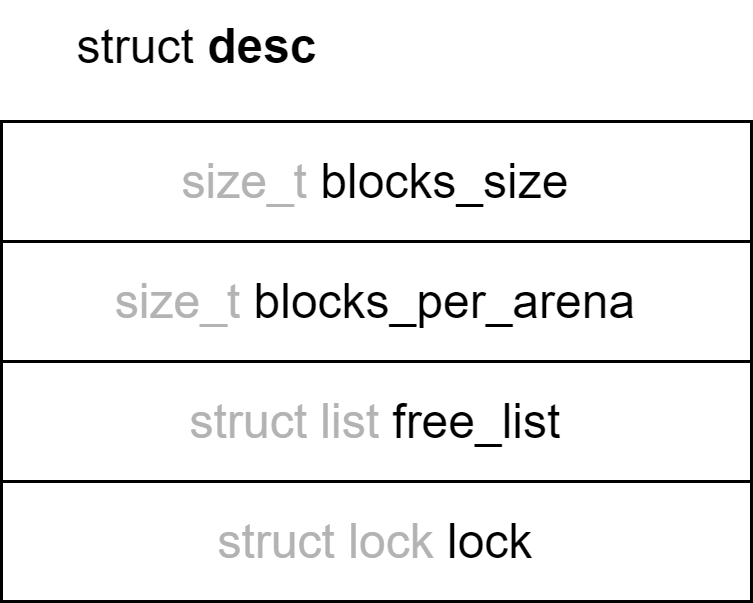 struct desc
size_t blocks_size
size_t blocks_per_arena
struct list free_list
struct lock lock